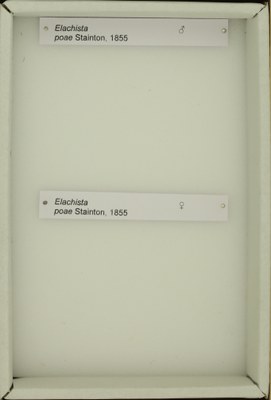 Elachista ♂
poae Stainton, 1855
Elachista ♀
poae Stainton, 1855